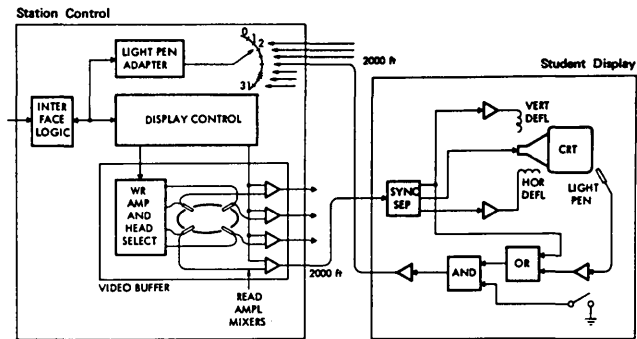 Station Control
0
1
2
31
LIGHT PEN
ADAPTER
2000 ft
INTER
FACE
LOGIC
DISPLAY CONTROL
WR
AMP
AND
HEAD
SELECT
VIDEO BUFFER
READ
AMPL
MIXERS
2000 ft
Student Display
VERT
DEFL
CRT
SYNC
SEP
HOR
DEFL
LIGHT
PEN
AND
OR